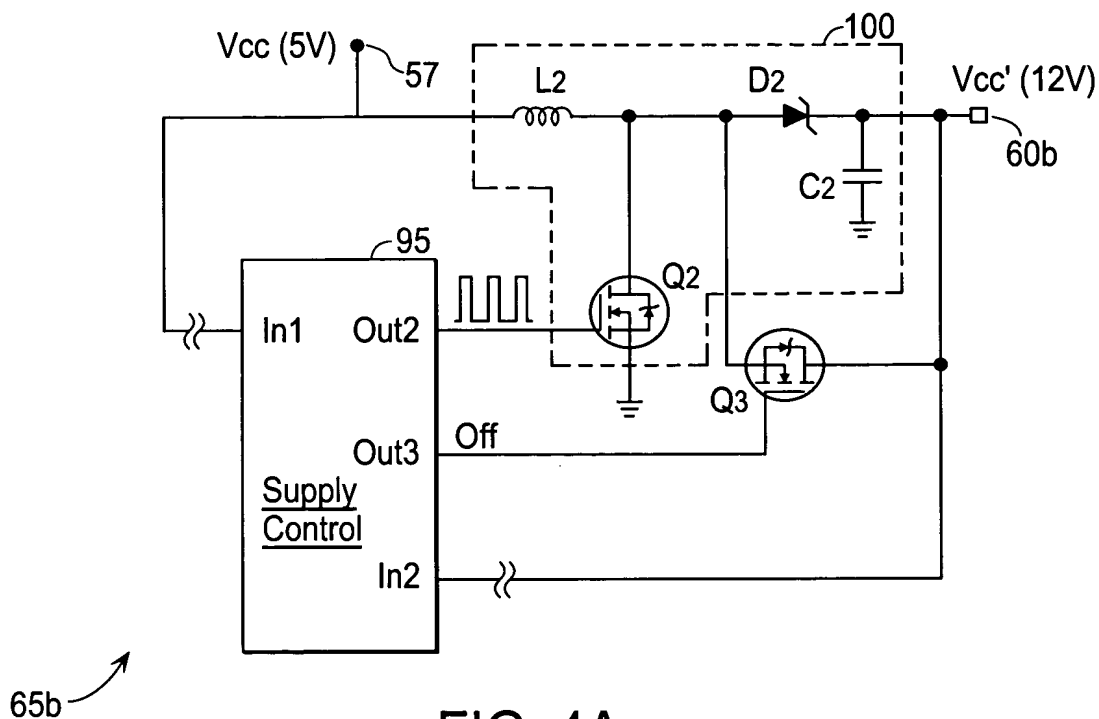 100
Vcc (5V)
57
L2
D2
Vcc' (12V)
60b
C2
95
Q2
In1
Out2
Q3
Out3
Off
Supply
Control
In2
65b
FIG. 4A